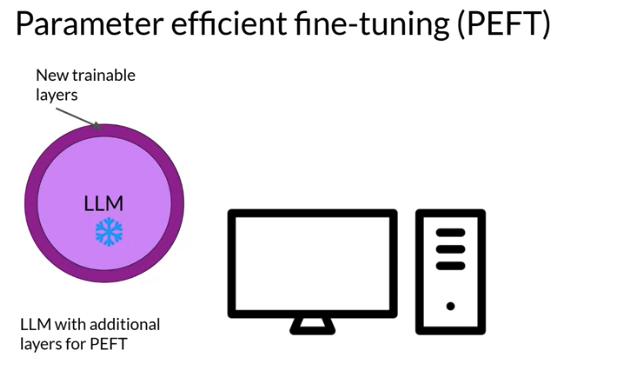 Parameter efficient fine-tuning (PEFT)
New trainable
layers
LLM
LLM with additional
layers for PEFT